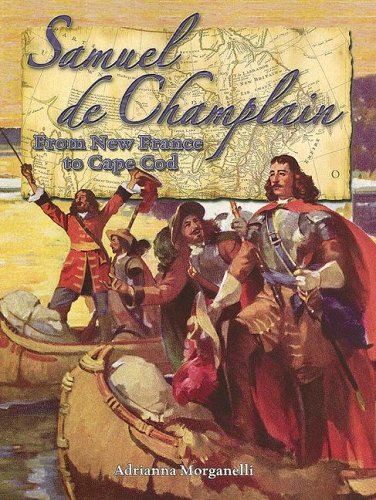 Samuel
de Champlain
From New France
to Cape Cod
Adrianna Morganelli